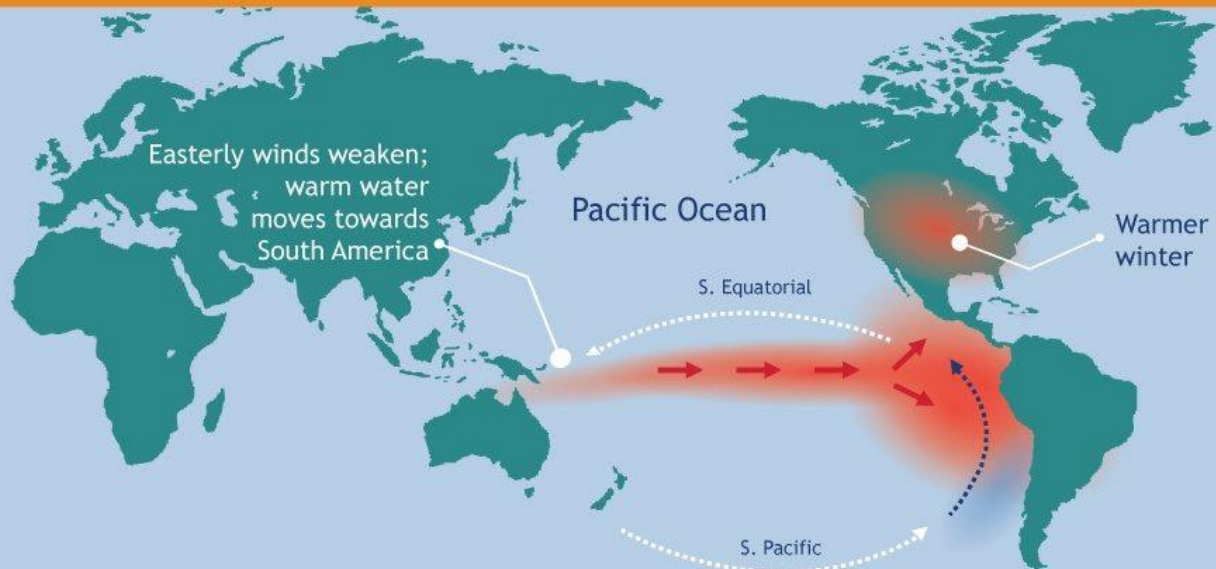 Easterly winds weaken;
warm water
moves towards
South America
Pacific Ocean
Warmer
winter
S. Equatorial
S. Pacific